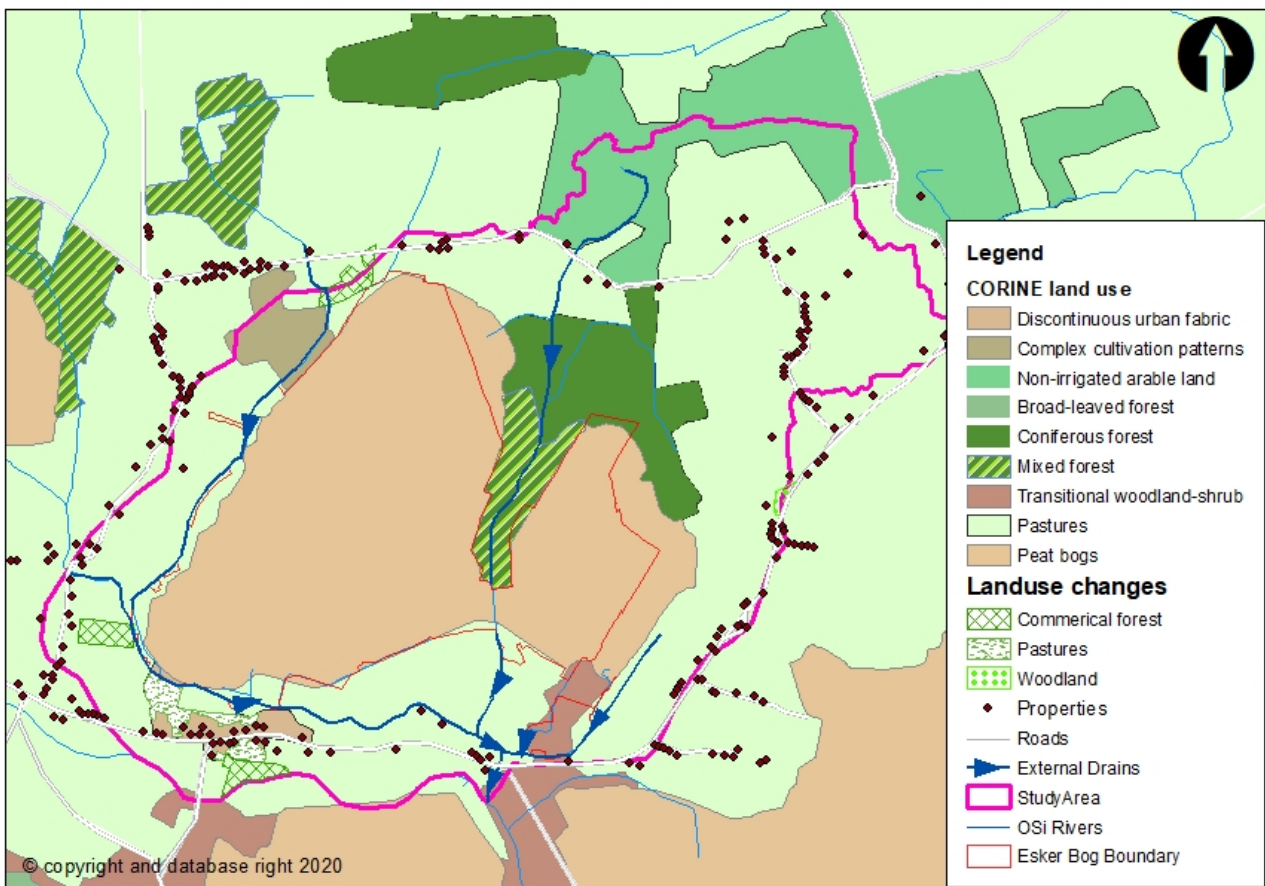 Legend
CORINE land use
Discontinuous urban fabric
Complex cultivation patterns
Non-irrigated arable land
Broad-leaved forest
Coniferous forest
Mixed forest
Transitional woodland-shrub
Pastures
Peat bogs
Landuse changes
Commerical forest
Pastures
Woodland
Properties
Roads
External Drains
StudyArea
OSi Rivers
Esker Bog Boundary
© copyright and database right 2020